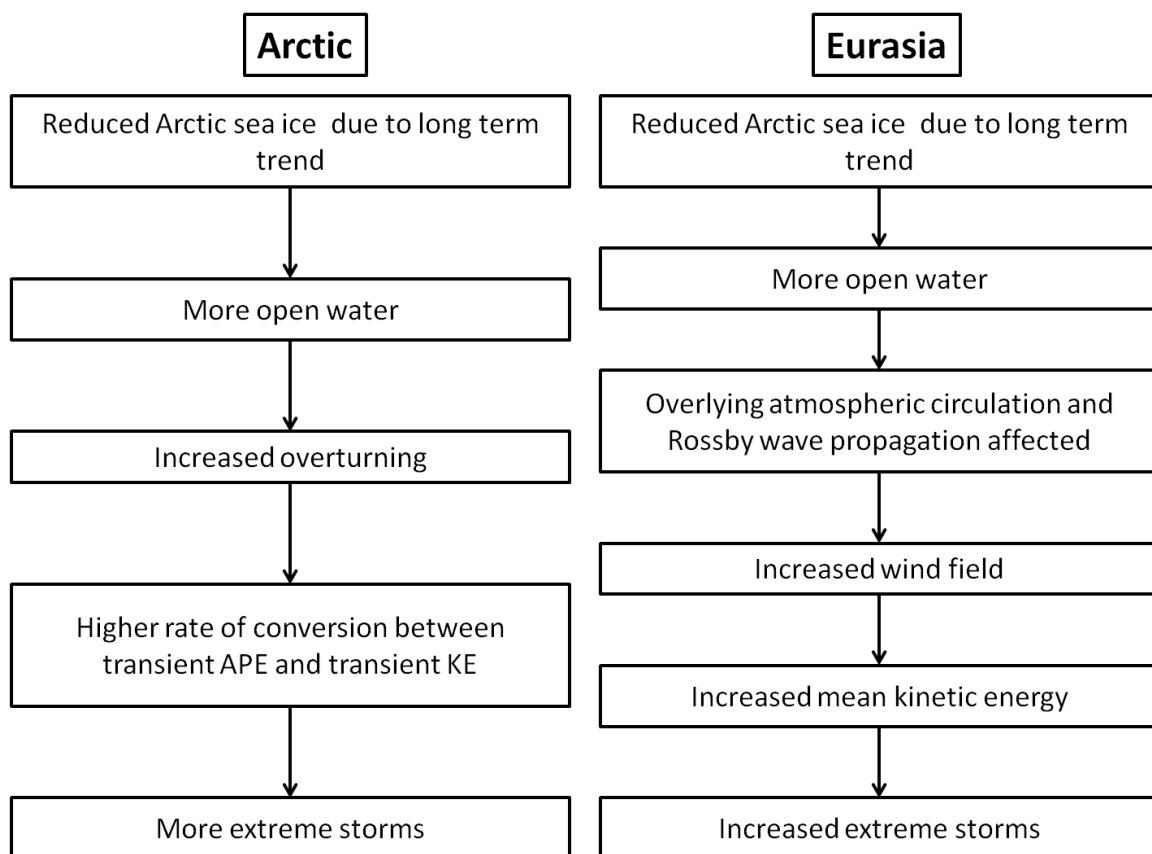 Arctic
Reduced Arctic sea ice due to long term
trend
More open water
Increased overturning
Higher rate of conversion between
transient APE and transient KE
More extreme storms
Eurasia
Reduced Arctic sea ice due to long term
trend
More open water
Overlying atmospheric circulation and
Rossby wave propagation affected
Increased wind field
Increased mean kinetic energy
Increased extreme storms